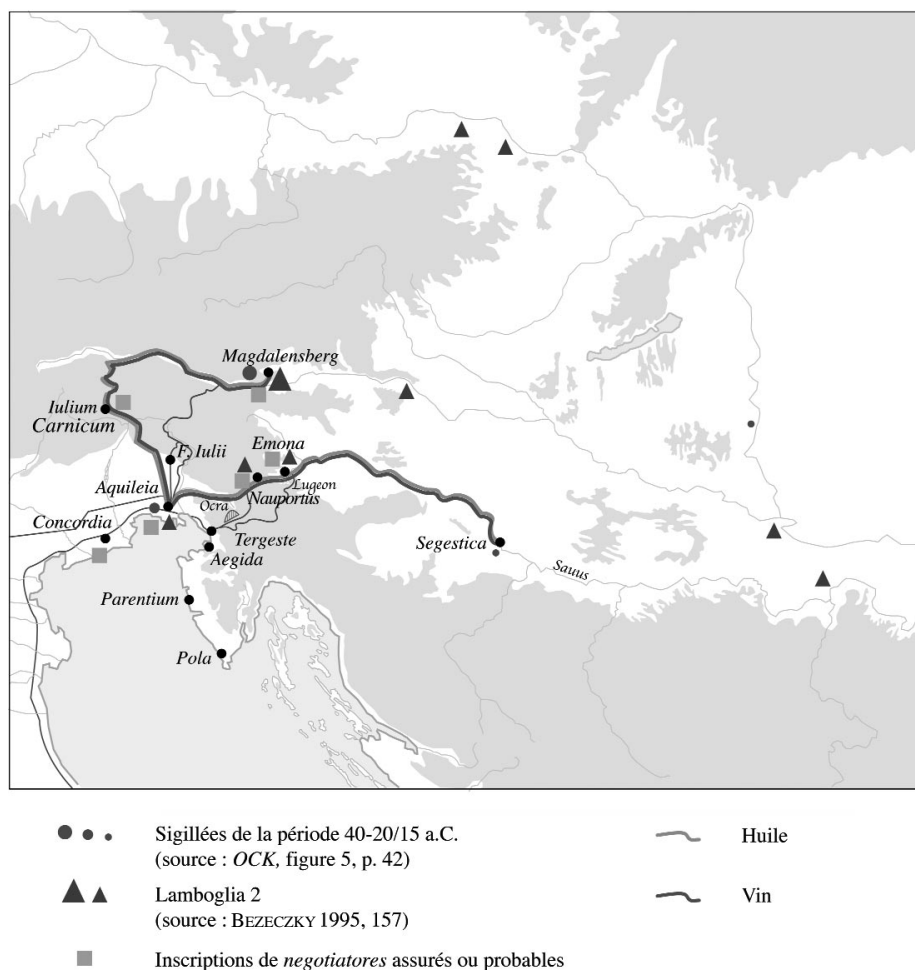 Magdalensberg
Iulium
Carnicum
F. Iulii
Emona
Aquileia
Lugeon
Nauportus
Ocra
Concordia
Tergeste
Segestica
Aegida
Sauus
Parentium
Pola
Sigillées de la période 40-20/15 a.C.
(source : OCK, figure 5, p. 42)
Huile
Lamboglia 2
(source : BEZECZKY 1995, 157)
Vin
Inscriptions de negotiatores assurés ou probables